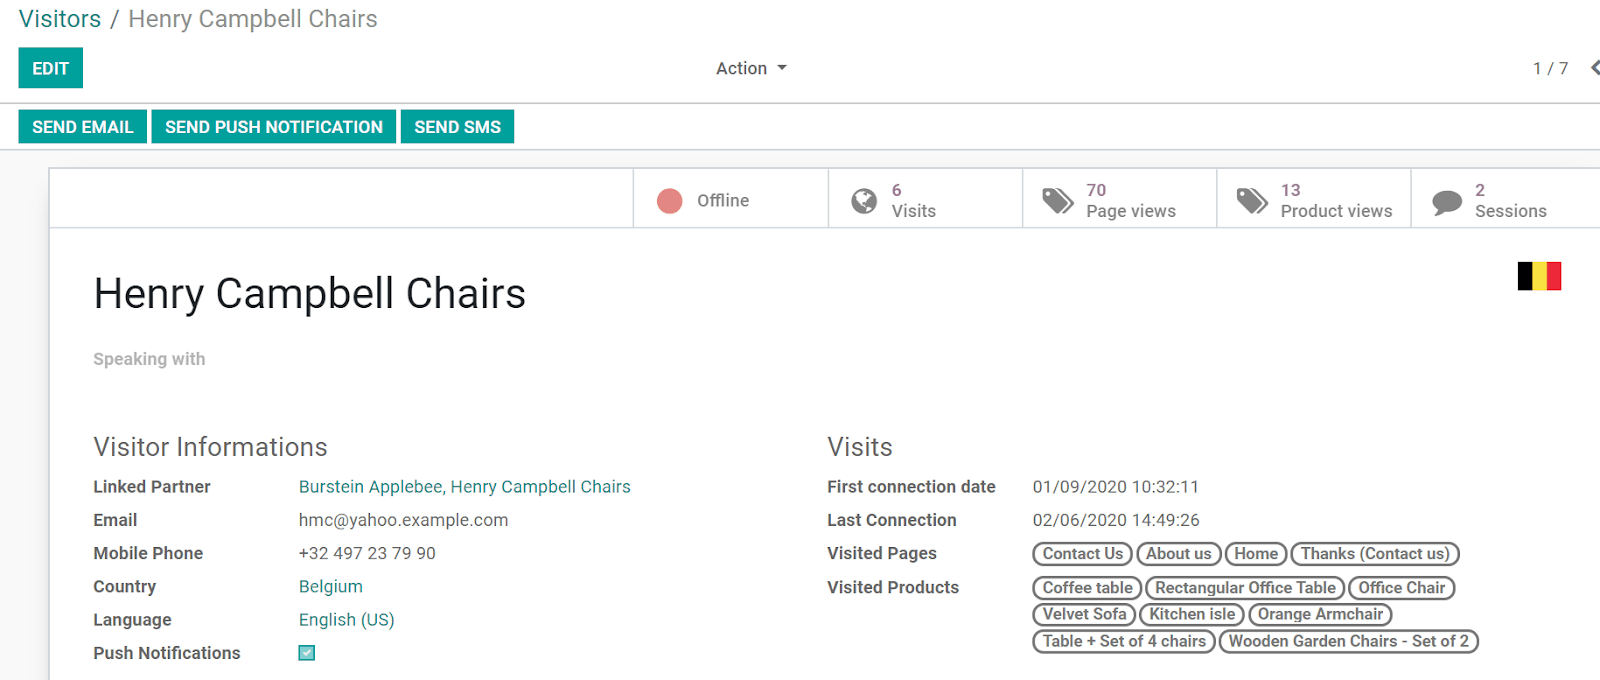 Visitors / Henry Campbell Chairs
EDIT
Action
1 / 7
SEND EMAIL SEND PUSH NOTIFICATION SEND SMS
Offline
6
Visits
70
Page views
13
Product views
2
Sessions
Henry Campbell Chairs
Speaking with
Visitor Informations
Linked Partner Burstein Applebee, Henry Campbell Chairs
Email hmc@yahoo.example.com
Mobile Phone +32 497 23 79 90
Country Belgium
Language English (US)
Push Notifications
Visits
First connection date 01/09/2020 10:32:11
Last Connection 02/06/2020 14:49:26
Visited Pages Contact Us About us Home Thanks (Contact us)
Visited Products Coffee table Rectangular Office Table Office Chair
Velvet Sofa Kitchen isle Orange Armchair
Table + Set of 4 chairs Wooden Garden Chairs - Set of 2